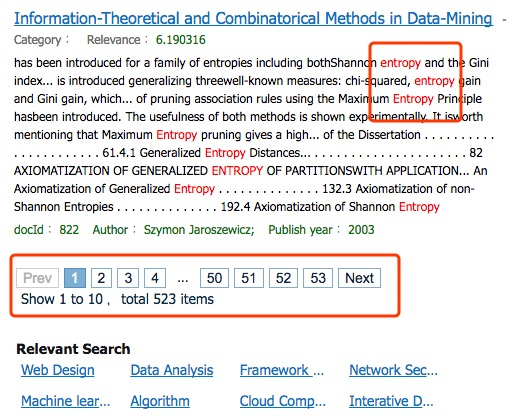 Information-Theoretical and Combinatorical Methods in Data-Mining -
Category : Relevance : 6.190316
has been introduced for a family of entropies including bothShannon entropy and the Gini
index... is introduced generalizing threewell-known measures: chi-squared, entropy gain
and Gini gain, which... of pruning association rules using the Maximum Entropy Principle
hasbeen introduced. The usefulness of both methods is shown experimentally. It isworth
mentioning that Maximum Entropy pruning gives a high... of the Dissertation . . . . . . . . . .
. . . . . . . . . . . . . . . . . . 61.4.1 Generalized Entropy Distances... . . . . . . . . . . . . . . . . . . . . 82
AXIOMATIZATION OF GENERALIZED ENTROPY OF PARTITIONSWITH APPLICATION... An
Axiomatization of Generalized Entropy . . . . . . . . . . . . . . 132.3 Axiomatization of non-
Shannon Entropies . . . . . . . . . . . . . 192.4 Axiomatization of Shannon Entropy
docId : 822 Author : Szymon Jaroszewicz; Publish year : 2003
Prev 1 2 3 4 ... 50 51 52 53 Next
Show 1 to 10 , total 523 items
Relevant Search
Web Design Data Analysis Framework ... Network Sec...
Machine lear... Algorithm Cloud Comp... Interative D...